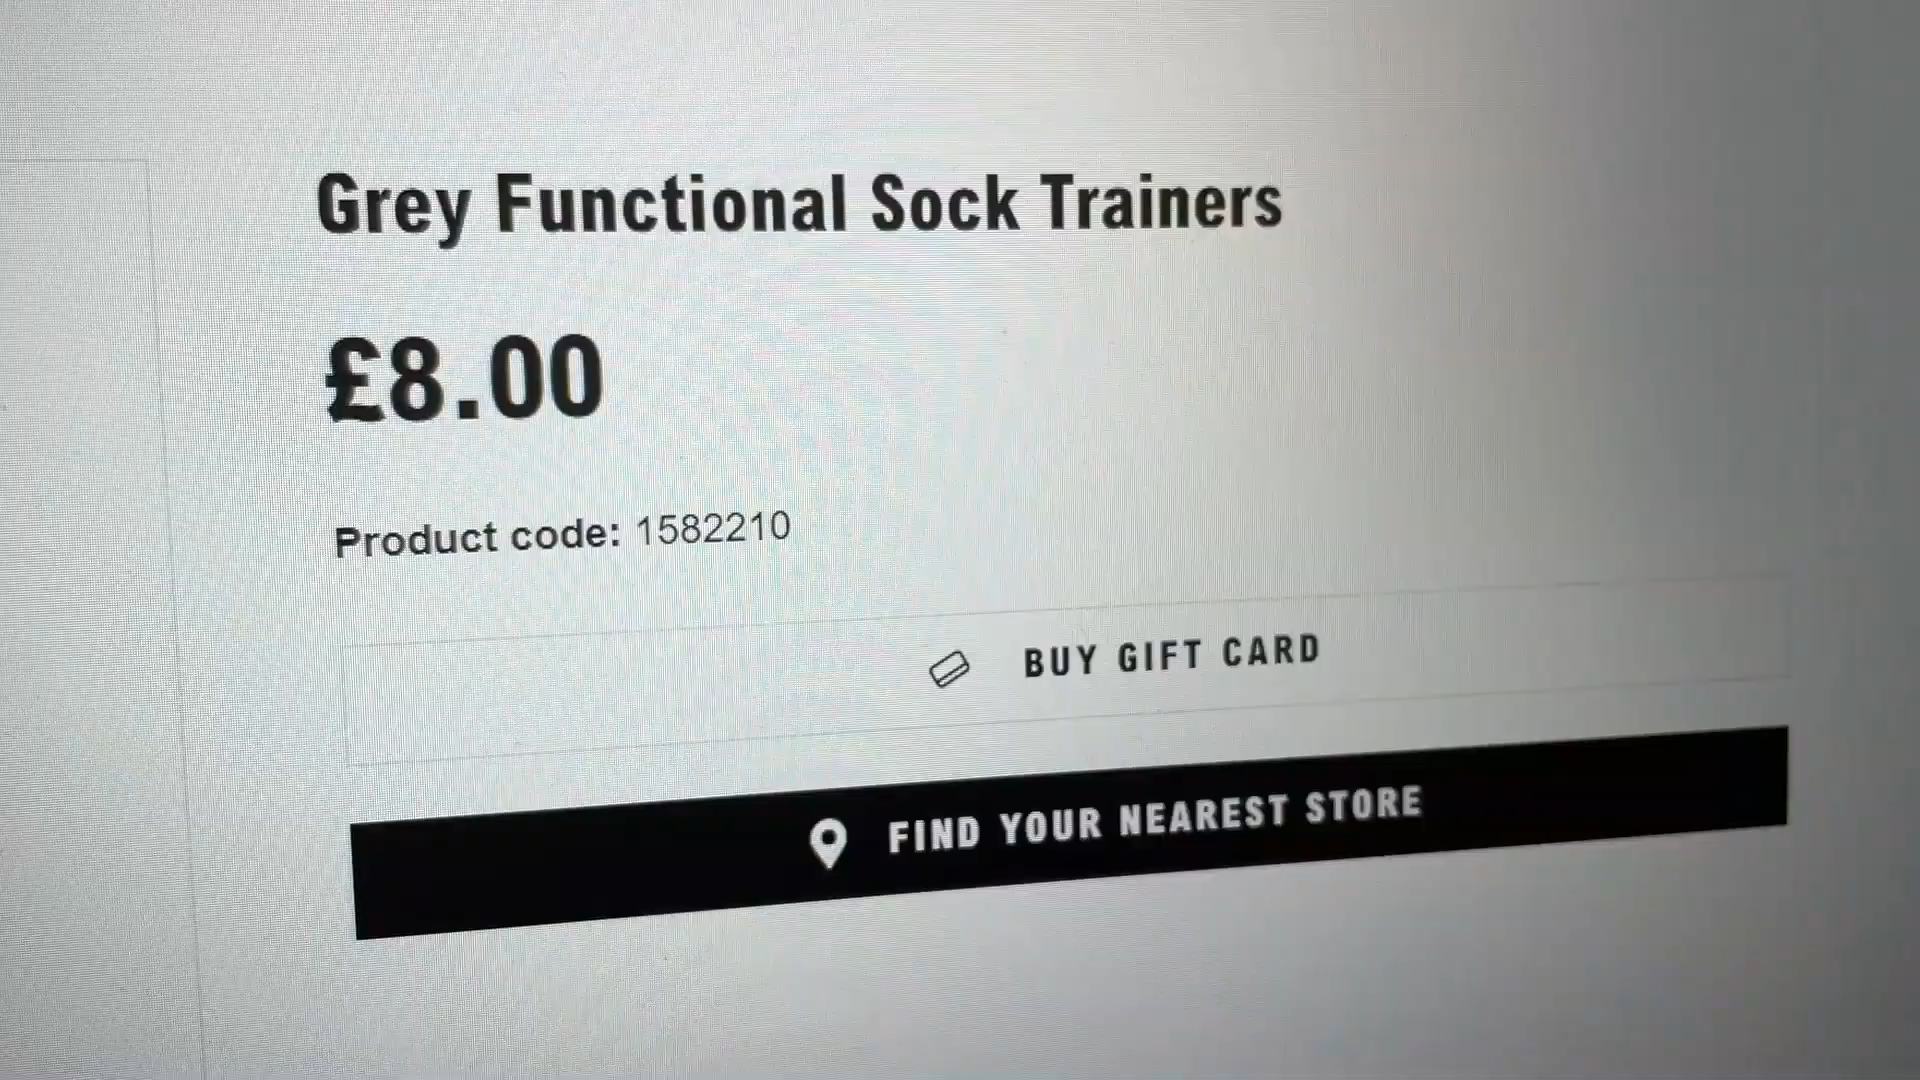 Grey Functional Sock Trainers
£8.00
Product code: 1582210
BUY GIFT CARD
FIND YOUR NEAREST STORE